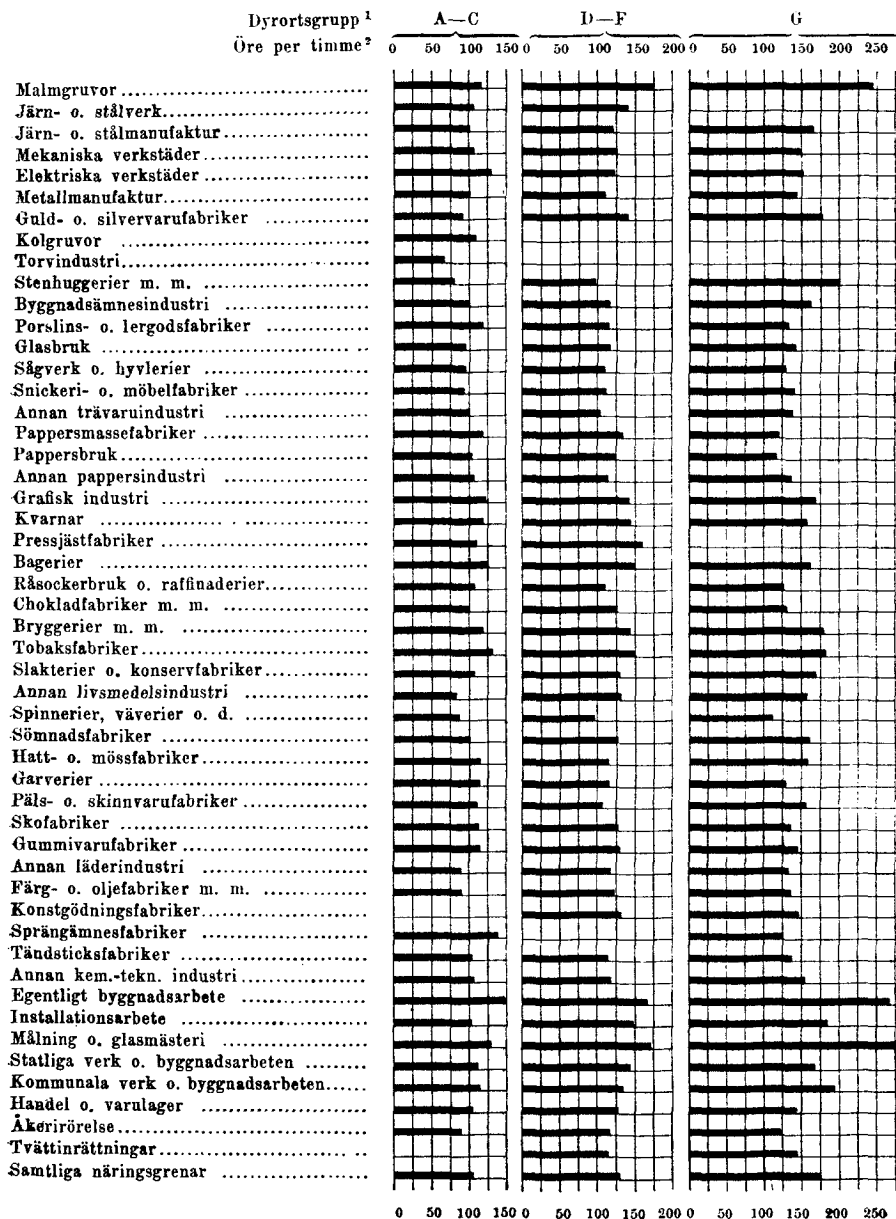 Dyrortsgrupp ¹ A—C D—F G
Öre per timme ² 0 50 100 150 0 50 100 150 200 0 50 100 150 200 250
Malmgruvor
Järn- o. stålverk
Järn- o. stålmanufaktur
Mekaniska verkstäder
Elektriska verkstäder
Metallmanufaktur
Guld- o. silvervarufabriker
Kolgruvor
Torvindustri
Stenhuggerier m. m.
Byggnadsämnesindustri
Porslins- o. lergodsfabriker
Glasbruk
Sågverk o. hyvlerier
Snickeri- o. möbelfabriker
Annan trävaruindustri
Pappersmassefabriker
Pappersbruk
Annan pappersindustri
Grafisk industri
Kvarnar
Pressjästfabriker
Bagerier
Råsockerbruk o. raffinaderier
Chokladfabriker m. m.
Bryggerier m. m.
Tobaksfabriker
Slakterier o. konservfabriker
Annan livsmedelsindustri
Spinnerier, väverier o. d.
Sömnadsfabriker
Hatt- o. mössfabriker
Garverier
Päls- o. skinnvarufabriker
Skofabriker
Gummivarufabriker
Annan läderindustri
Färg- o. oljefabriker m. m.
Konstgödningsfabriker
Sprängämnesfabriker
Tändsticksfabriker
Annan kem.-tekn. industri
Egentligt byggnadsarbete
Installationsarbete
Målning o. glasmästeri
Statliga verk o. byggnadsarbeten
Kommunala verk o. byggnadsarbeten
Handel o. varulager
Åkerirörelse
Tvättinrättningar
Samtliga näringsgrenar
0 50 100 150 0 50 100 150 200 0 50 100 150 200 250